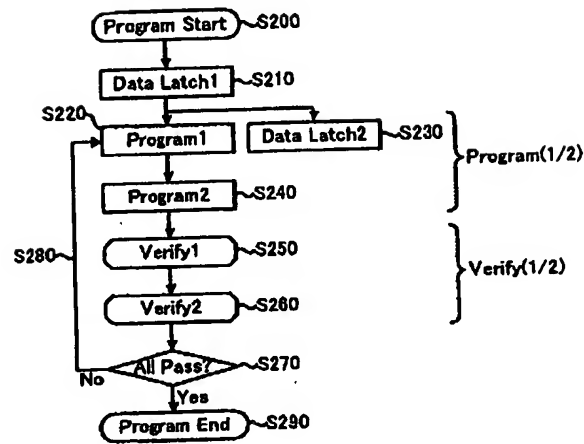 Program Start
S200
Data Latch1
S210
S220
Program1
Data Latch2
S230
Program(1/2)
Program2
S240
Verify1
S250
S280
Verify(1/2)
Verify2
S260
All Pass?
S270
No
Yes
Program End
S290